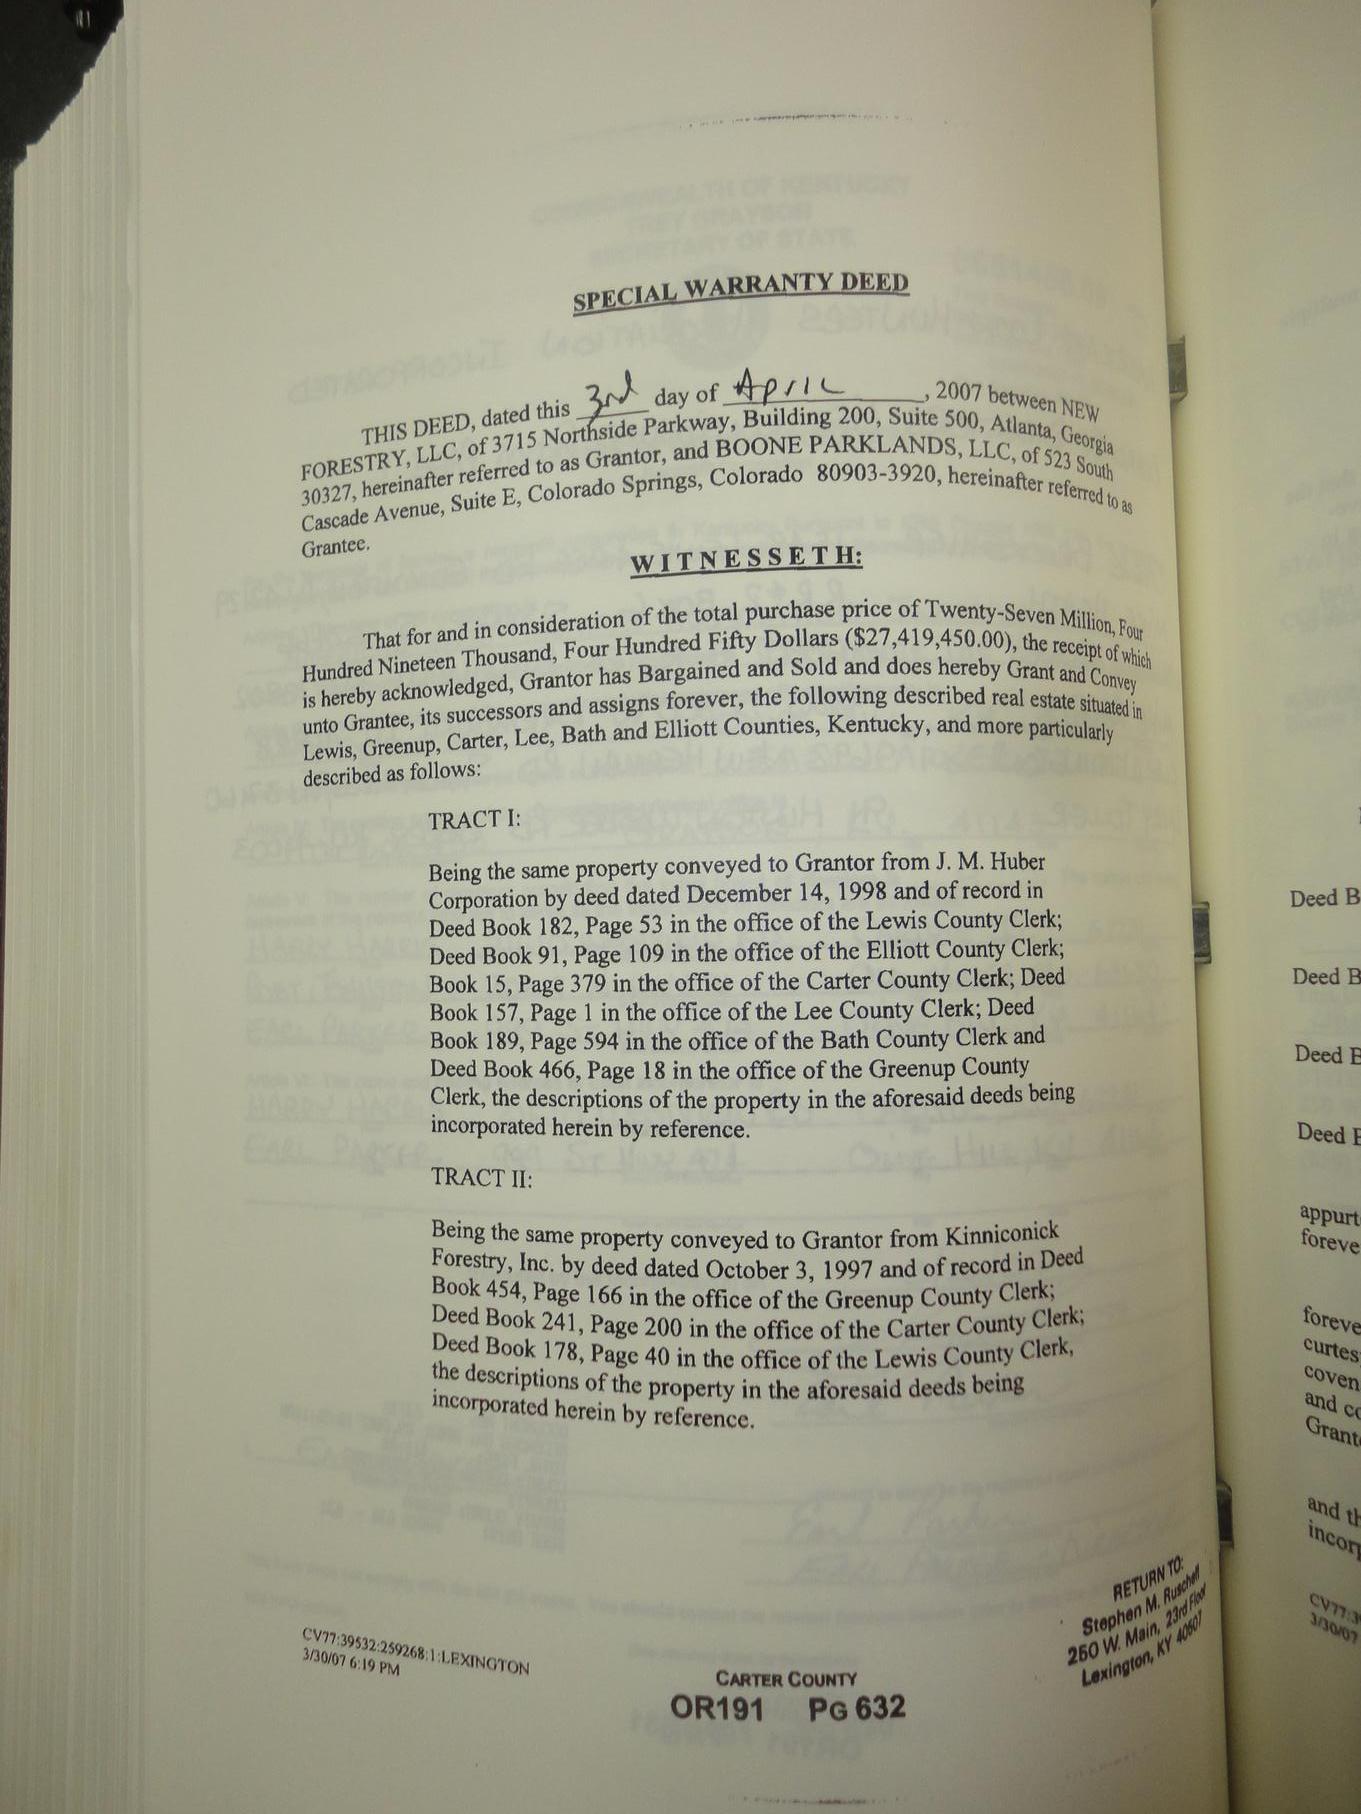 SPECIAL WARRANTY DEED
THIS DEED, dated this 3rd day of April, 2007 between NEW
FORESTRY, LLC, of 3715 Northside Parkway, Building 200, Suite 500, Atlanta, Georgia
30327, hereinafter referred to as Grantor, and BOONE PARKLANDS, LLC, of 523 South
Cascade Avenue, Suite E, Colorado Springs, Colorado 80903-3920, hereinafter referred to as
Grantee.
WITNESSETH:
That for and in consideration of the total purchase price of Twenty-Seven Million, Four
Hundred Nineteen Thousand, Four Hundred Fifty Dollars ($27,419,450.00), the receipt of which
is hereby acknowledged, Grantor has Bargained and Sold and does hereby Grant and Convey
unto Grantee, its successors and assigns forever, the following described real estate situated in
Lewis, Greenup, Carter, Lee, Bath and Elliott Counties, Kentucky, and more particularly
described as follows:
TRACT I:
Being the same property conveyed to Grantor from J. M. Huber
Corporation by deed dated December 14, 1998 and of record in
Deed Book 182, Page 53 in the office of the Lewis County Clerk;
Deed Book 91, Page 109 in the office of the Elliott County Clerk;
Book 15, Page 379 in the office of the Carter County Clerk; Deed
Book 157, Page 1 in the office of the Lee County Clerk; Deed
Book 189, Page 594 in the office of the Bath County Clerk and
Deed Book 466, Page 18 in the office of the Greenup County
Clerk, the descriptions of the property in the aforesaid deeds being
incorporated herein by reference.
TRACT II:
Being the same property conveyed to Grantor from Kinniconick
Forestry, Inc. by deed dated October 3, 1997 and of record in Deed
Book 454, Page 166 in the office of the Greenup County Clerk;
Deed Book 241, Page 200 in the office of the Carter County Clerk;
Deed Book 178, Page 40 in the office of the Lewis County Clerk,
the descriptions of the property in the aforesaid deeds being
incorporated herein by reference.
RETURN TO:
Stephen M. Ruschell
250 W. Main, 23rd Floor
Lexington, KY 40507
CV77:39532:259268:1:LEXINGTON
3/30/07 6:19 PM
CARTER COUNTY
OR191 PG 632
Deed B
Deed B
Deed
Deed
appurt
foreve
foreve
curtes
coven
and co
Grant
and th
incor
3/30/07